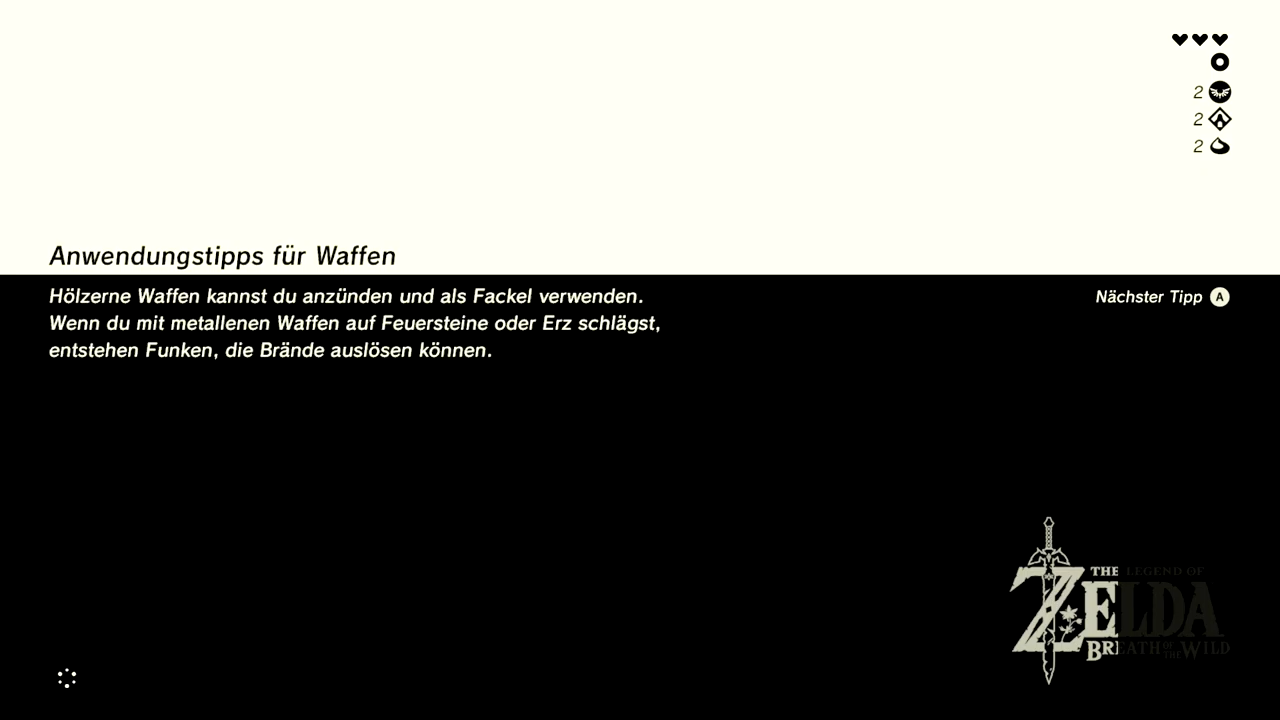 2
2
2
Anwendungstipps für Waffen
Hölzerne Waffen kannst du anzünden und als Fackel verwenden.
Wenn du mit metallenen Waffen auf Feuersteine oder Erz schlägst,
entstehen Funken, die Brände auslösen können.
Nächster Tipp A
THE LEGEND OF
ZELDA
BREATH OF THE WILD